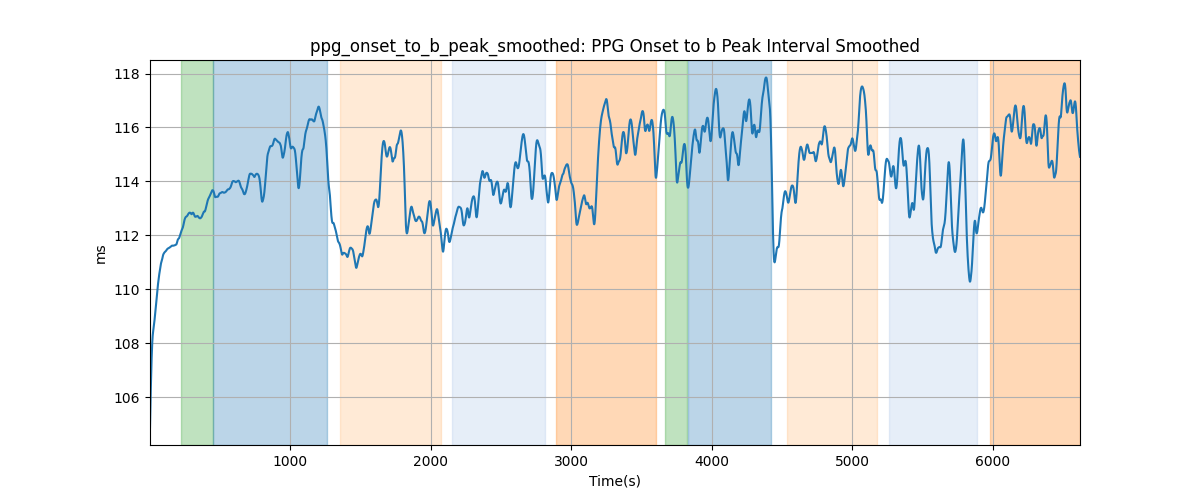 ppg_onset_to_b_peak_smoothed: PPG Onset to b Peak Interval Smoothed
118
116
114
112
110
108
106
ms
1000 2000 3000 4000 5000 6000
Time(s)